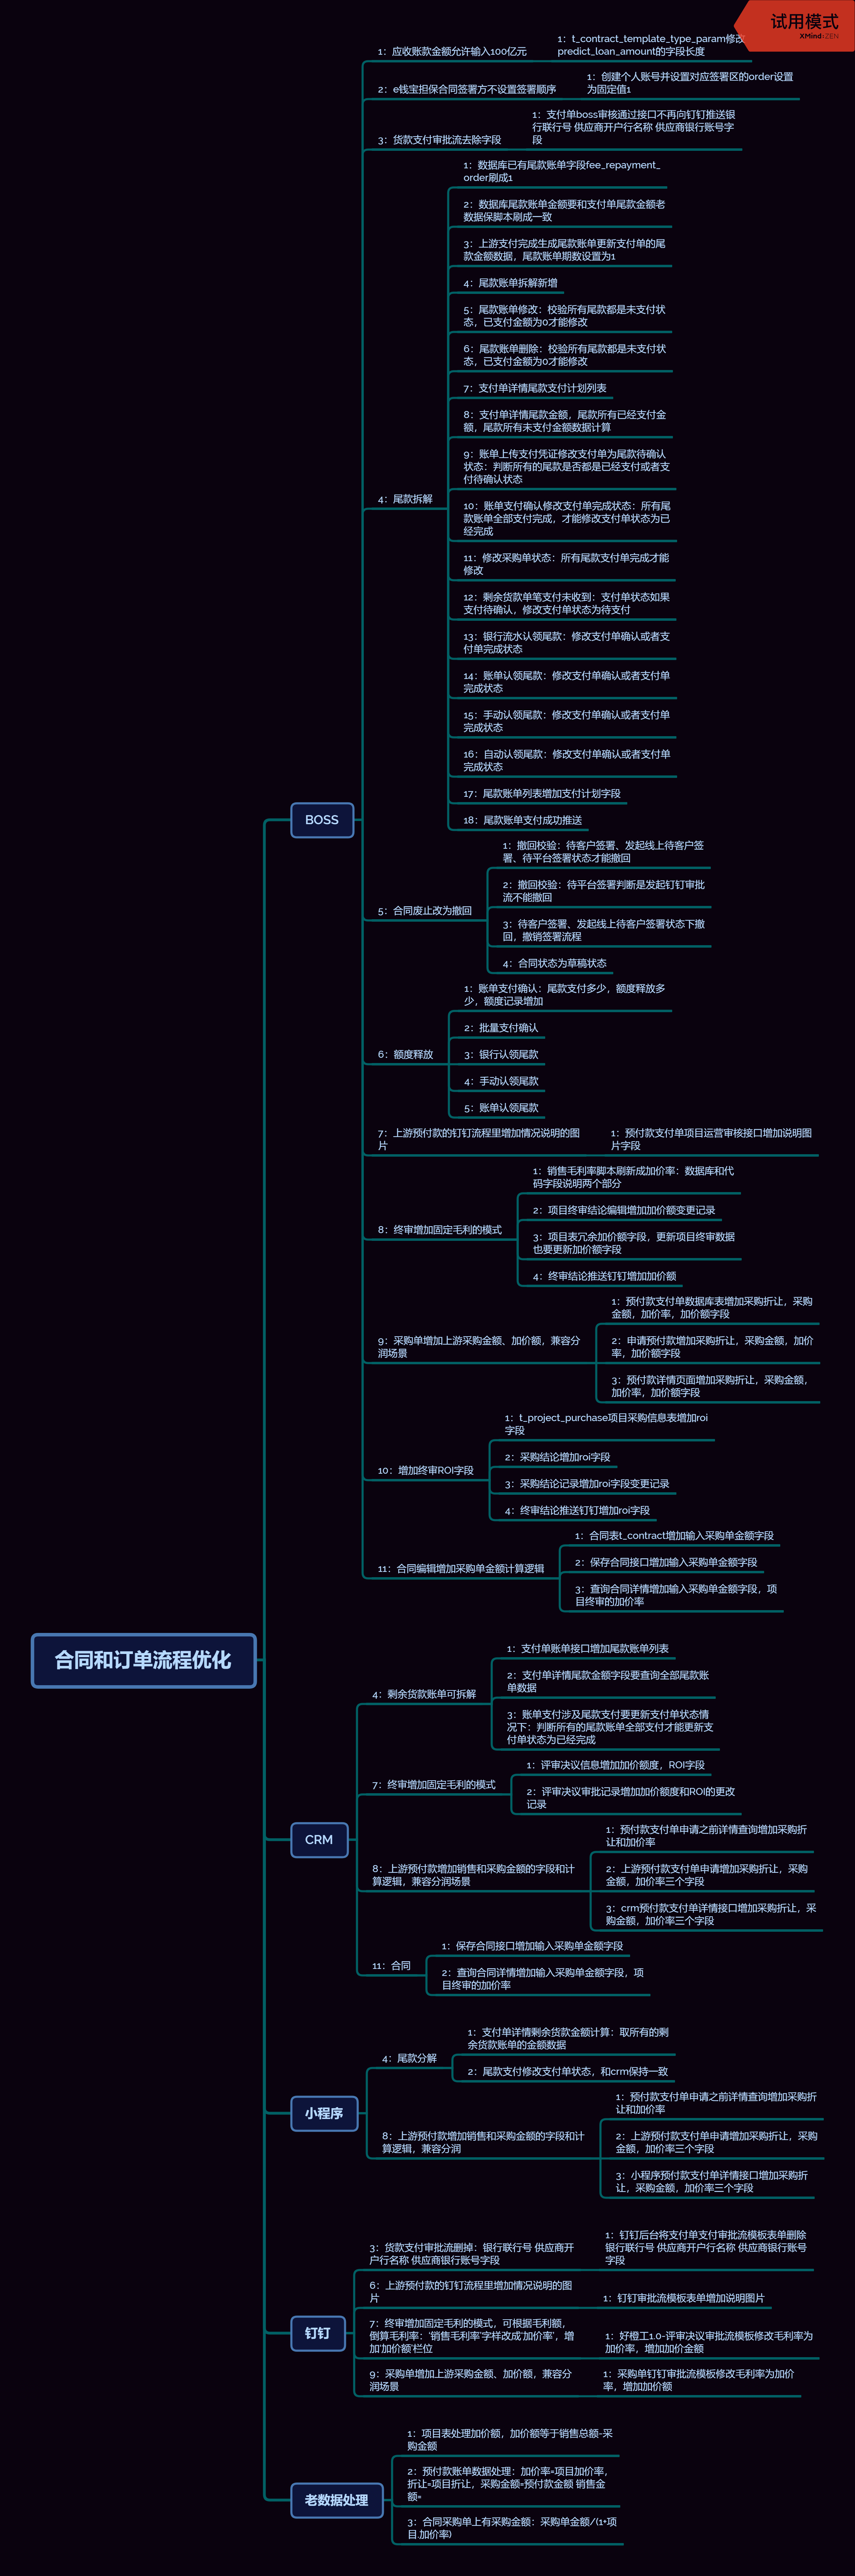 试用模式
XMind:ZEN
合同和订单流程优化
BOSS
1：应收账款金额允许输入100亿元
1：t_contract_template_type_param修改
predict_loan_amount的字段长度
2：e钱宝担保合同签署方不设置签署顺序
1：创建个人账号并设置对应签署区的order设置
为固定值1
3：货款支付审批流去除字段
1：支付单boss审核通过接口不再向钉钉推送银
行联行号 供应商开户行名称 供应商银行账号字
段
4：尾款拆解
1：数据库已有尾款账单字段fee_repayment_
order刷成1
2：数据库尾款账单金额要和支付单尾款金额老
数据保脚本刷成一致
3：上游支付完成生成尾款账单更新支付单的尾
款金额数据，尾款账单期数设置为1
4：尾款账单拆解新增
5：尾款账单修改：校验所有尾款都是未支付状
态，已支付金额为0才能修改
6：尾款账单删除：校验所有尾款都是未支付状
态，已支付金额为0才能修改
7：支付单详情尾款支付计划列表
8：支付单详情尾款金额，尾款所有已经支付金
额，尾款所有未支付金额数据计算
9：账单上传支付凭证修改支付单为尾款待确认
状态：判断所有的尾款是否都是已经支付或者支
付待确认状态
10：账单支付确认修改支付单完成状态：所有尾
款账单全部支付完成，才能修改支付单状态为已
经完成
11：修改采购单状态：所有尾款支付单完成才能
修改
12：剩余货款单笔支付未收到：支付单状态如果
支付待确认，修改支付单状态为待支付
13：银行流水认领尾款：修改支付单确认或者支
付单完成状态
14：账单认领尾款：修改支付单确认或者支付单
完成状态
15：手动认领尾款：修改支付单确认或者支付单
完成状态
16：自动认领尾款：修改支付单确认或者支付单
完成状态
17：尾款账单列表增加支付计划字段
18：尾款账单支付成功推送
5：合同废止改为撤回
1：撤回校验：待客户签署、发起线上待客户签
署、待平台签署状态才能撤回
2：撤回校验：待平台签署判断是发起钉钉审批
流不能撤回
3：待客户签署、发起线上待客户签署状态下撤
回，撤销签署流程
4：合同状态为草稿状态
6：额度释放
1：账单支付确认：尾款支付多少，额度释放多
少，额度记录增加
2：批量支付确认
3：银行认领尾款
4：手动认领尾款
5：账单认领尾款
7：上游预付款的钉钉流程里增加情况说明的图
片
1：预付款支付单项目运营审核接口增加说明图
片字段
8：终审增加固定毛利的模式
1：销售毛利率脚本刷新成加价率：数据库和代
码字段说明两个部分
2：项目终审结论编辑增加加价额变更记录
3：项目表冗余加价额字段，更新项目终审数据
也要更新加价额字段
4：终审结论推送钉钉增加加价额
9：采购单增加上游采购金额、加价额，兼容分
润场景
1：预付款支付单数据库表增加采购折让，采购
金额，加价率，加价额字段
2：申请预付款增加采购折让，采购金额，加价
率，加价额字段
3：预付款详情页面增加采购折让，采购金额，
加价率，加价额字段
10：增加终审ROI字段
1：t_project_purchase项目采购信息表增加roi
字段
2：采购结论增加roi字段
3：采购结论记录增加roi字段变更记录
4：终审结论推送钉钉增加roi字段
11：合同编辑增加采购单金额计算逻辑
1：合同表t_contract增加输入采购单金额字段
2：保存合同接口增加输入采购单金额字段
3：查询合同详情增加输入采购单金额字段，项
目终审的加价率
CRM
4：剩余货款账单可拆解
1：支付单账单接口增加尾款账单列表
2：支付单详情尾款金额字段要查询全部尾款账
单数据
3：账单支付涉及尾款支付要更新支付单状态情
况下：判断所有的尾款账单全部支付才能更新支
付单状态为已经完成
7：终审增加固定毛利的模式
1：评审决议信息增加加价额度，ROI字段
2：评审决议审批记录增加加价额度和ROI的更改
记录
8：上游预付款增加销售和采购金额的字段和计
算逻辑，兼容分润场景
1：预付款支付单申请之前详情查询增加采购折
让和加价率
2：上游预付款支付单申请增加采购折让，采购
金额，加价率三个字段
3：crm预付款支付单详情接口增加采购折让，采
购金额，加价率三个字段
11：合同
1：保存合同接口增加输入采购单金额字段
2：查询合同详情增加输入采购单金额字段，项
目终审的加价率
小程序
4：尾款分解
1：支付单详情剩余货款金额计算：取所有的剩
余货款账单的金额数据
2：尾款支付修改支付单状态，和crm保持一致
8：上游预付款增加销售和采购金额的字段和计
算逻辑，兼容分润
1：预付款支付单申请之前详情查询增加采购折
让和加价率
2：上游预付款支付单申请增加采购折让，采购
金额，加价率三个字段
3：小程序预付款支付单详情接口增加采购折
让，采购金额，加价率三个字段
钉钉
3：货款支付审批流删掉：银行联行号 供应商开
户行名称 供应商银行账号字段
1：钉钉后台将支付单支付审批流模板表单删除
银行联行号 供应商开户行名称 供应商银行账号
字段
6：上游预付款的钉钉流程里增加情况说明的图
片
1：钉钉审批流模板表单增加说明图片
7：终审增加固定毛利的模式，可根据毛利额，
倒算毛利率：‘销售毛利率’字样改成‘加价率’，增
加‘加价额’栏位
1：好橙工1.0-评审决议审批流模板修改毛利率为
加价率，增加加价金额
9：采购单增加上游采购金额、加价额，兼容分
润场景
1：采购单钉钉审批流模板修改毛利率为加价
率，增加加价额
老数据处理
1：项目表处理加价额，加价额等于销售总额-采
购金额
2：预付款账单数据处理：加价率=项目加价率，
折让=项目折让，采购金额=预付款金额 销售金
额=
3：合同采购单上有采购金额：采购单金额/(1+项
目.加价率)